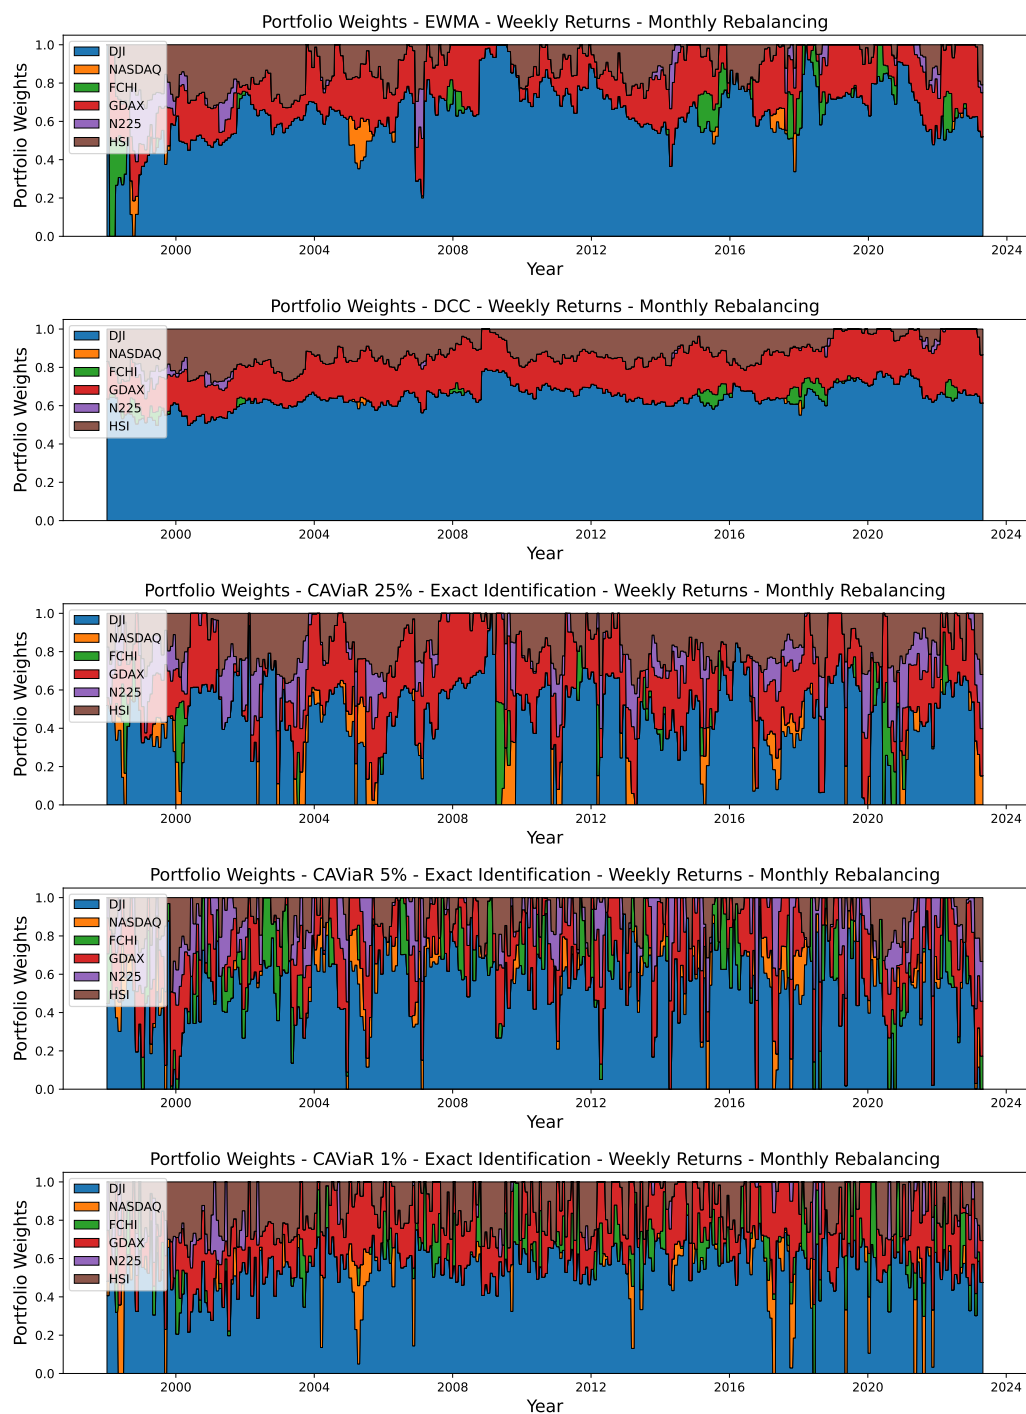 Portfolio Weights - EWMA - Weekly Returns - Monthly Rebalancing
Portfolio Weights
1.0
0.8
0.6
0.4
0.2
0.0
DJI
NASDAQ
FCHI
GDAX
N225
HSI
2000 2004 2008 2012 2016 2020 2024
Year
Portfolio Weights - DCC - Weekly Returns - Monthly Rebalancing
Portfolio Weights
1.0
0.8
0.6
0.4
0.2
0.0
DJI
NASDAQ
FCHI
GDAX
N225
HSI
2000 2004 2008 2012 2016 2020 2024
Year
Portfolio Weights - CAViaR 25% - Exact Identification - Weekly Returns - Monthly Rebalancing
Portfolio Weights
1.0
0.8
0.6
0.4
0.2
0.0
DJI
NASDAQ
FCHI
GDAX
N225
HSI
2000 2004 2008 2012 2016 2020 2024
Year
Portfolio Weights - CAViaR 5% - Exact Identification - Weekly Returns - Monthly Rebalancing
Portfolio Weights
1.0
0.8
0.6
0.4
0.2
0.0
DJI
NASDAQ
FCHI
GDAX
N225
HSI
2000 2004 2008 2012 2016 2020 2024
Year
Portfolio Weights - CAViaR 1% - Exact Identification - Weekly Returns - Monthly Rebalancing
Portfolio Weights
1.0
0.8
0.6
0.4
0.2
0.0
DJI
NASDAQ
FCHI
GDAX
N225
HSI
2000 2004 2008 2012 2016 2020 2024
Year